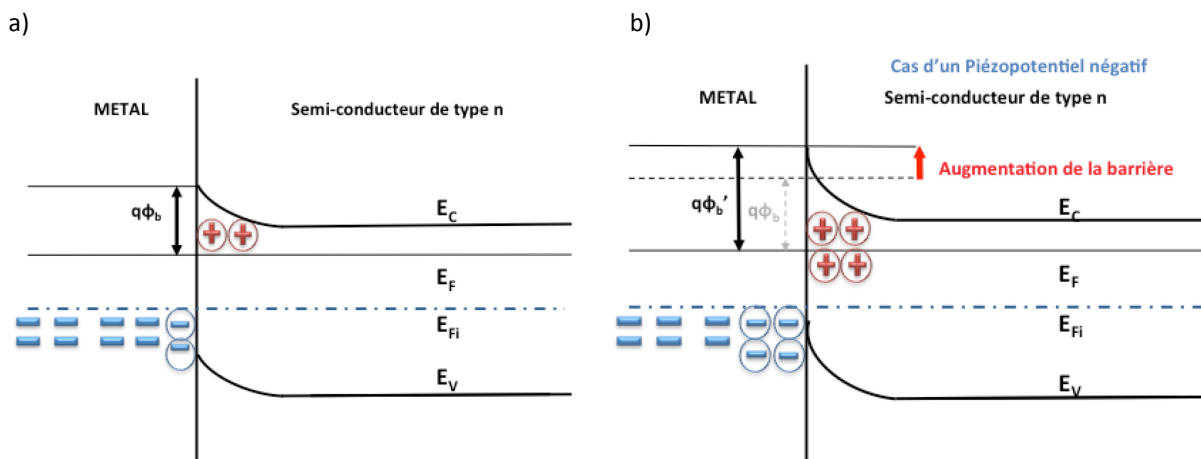 a)
METAL
Semi-conducteur de type n
qϕb
EC
EF
EFi
EV
b)
Cas d'un Piézopotentiel négatif
METAL
Semi-conducteur de type n
Augmentation de la barrière
qϕb'
qϕb
EC
EF
EFi
EV